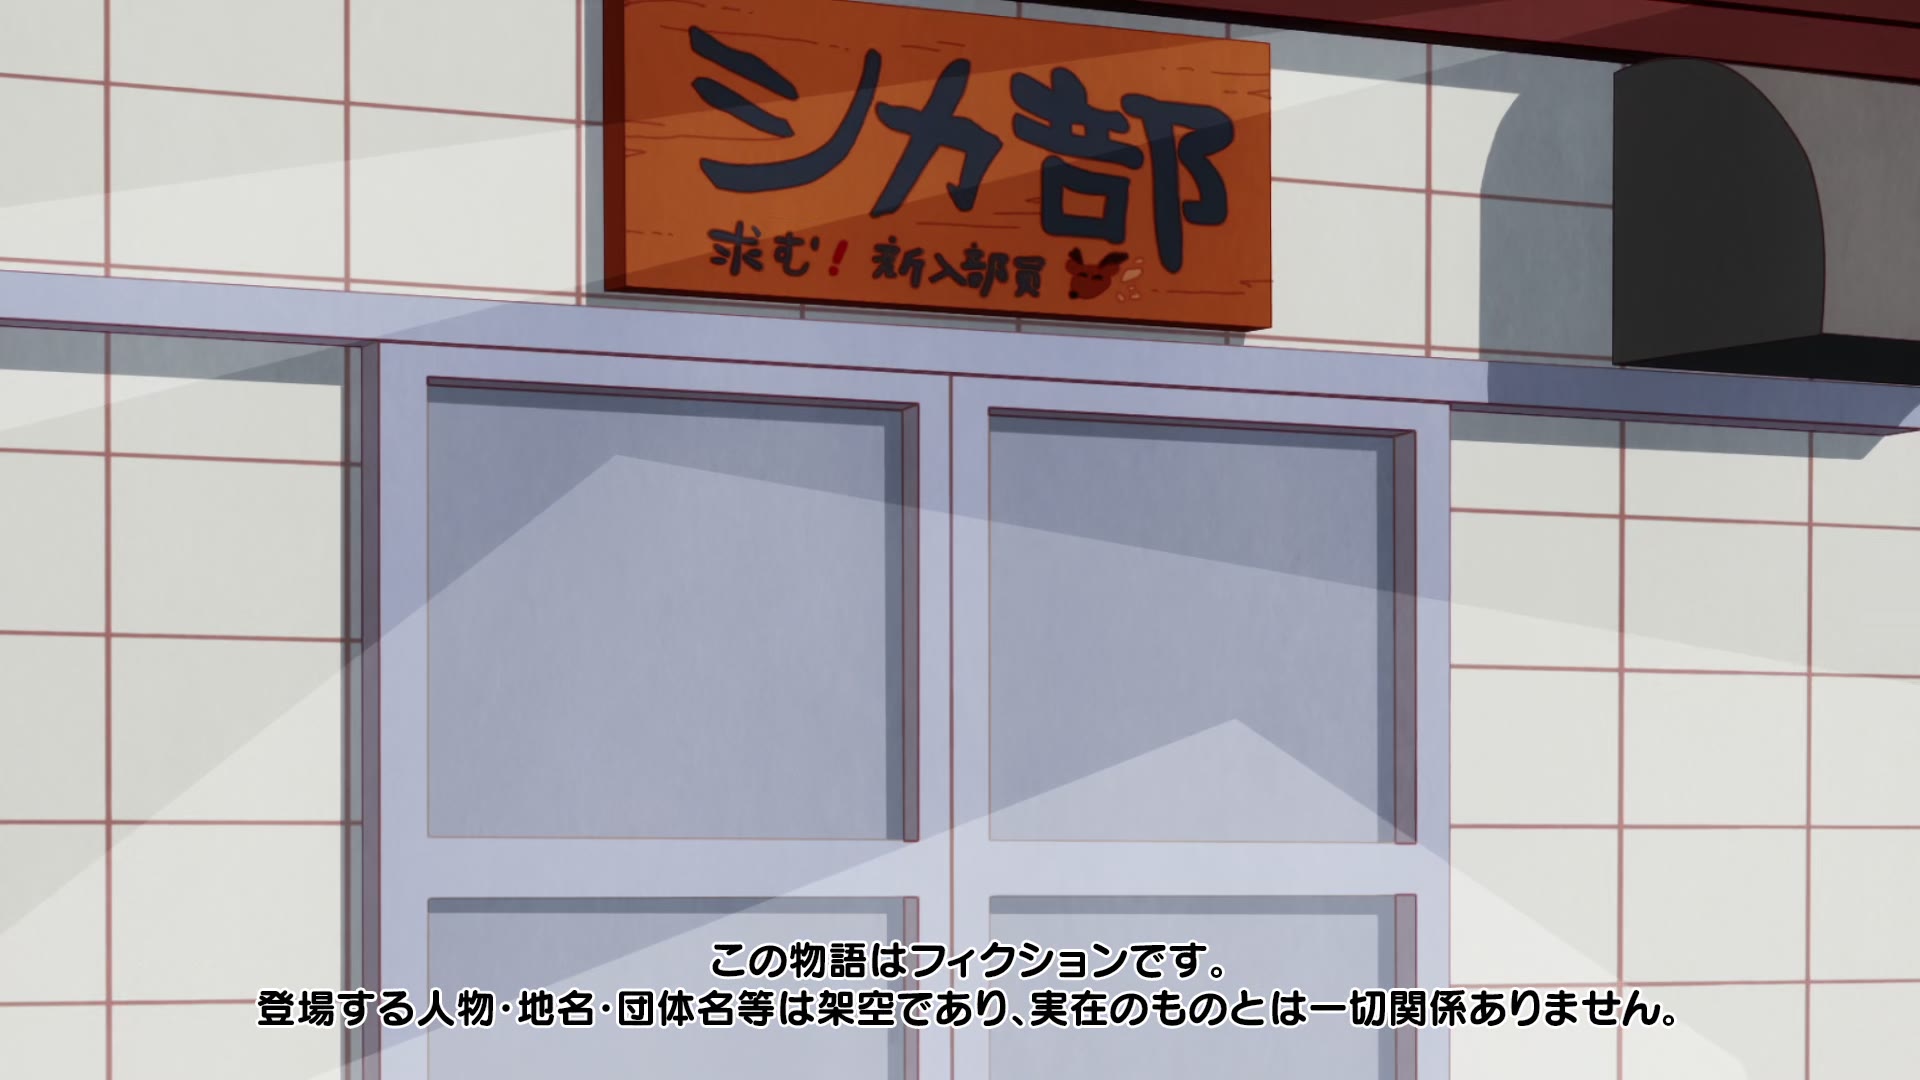 シカ部
求む! 新入部員
この物語はフィクションです。
登場する人物・地名・団体名等は架空であり、実在のものとは一切関係ありません。